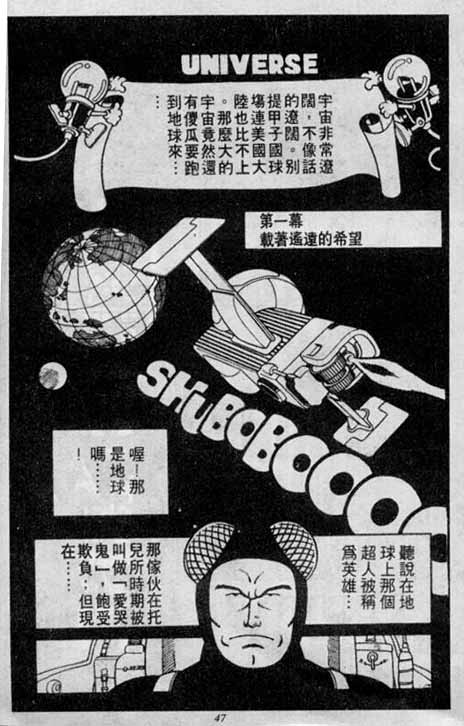 UNIVERSE
宇宙非常遼
闊，不像話
的遼闊。別
提甲子國球
塲連美國大
陸也比不上
。那麼大的
宇宙竟然還
有傻瓜要跑
到地球來…
…
第一幕
載著遙遠的希望
SHUBOBOOOO
喔！那
是地球
嗎……
！
聽說在地
球上那個
超人被稱
爲英雄…
那傢伙在托
兒所時期被
叫做「愛哭
鬼」，飽受
欺負…但現
在……
47